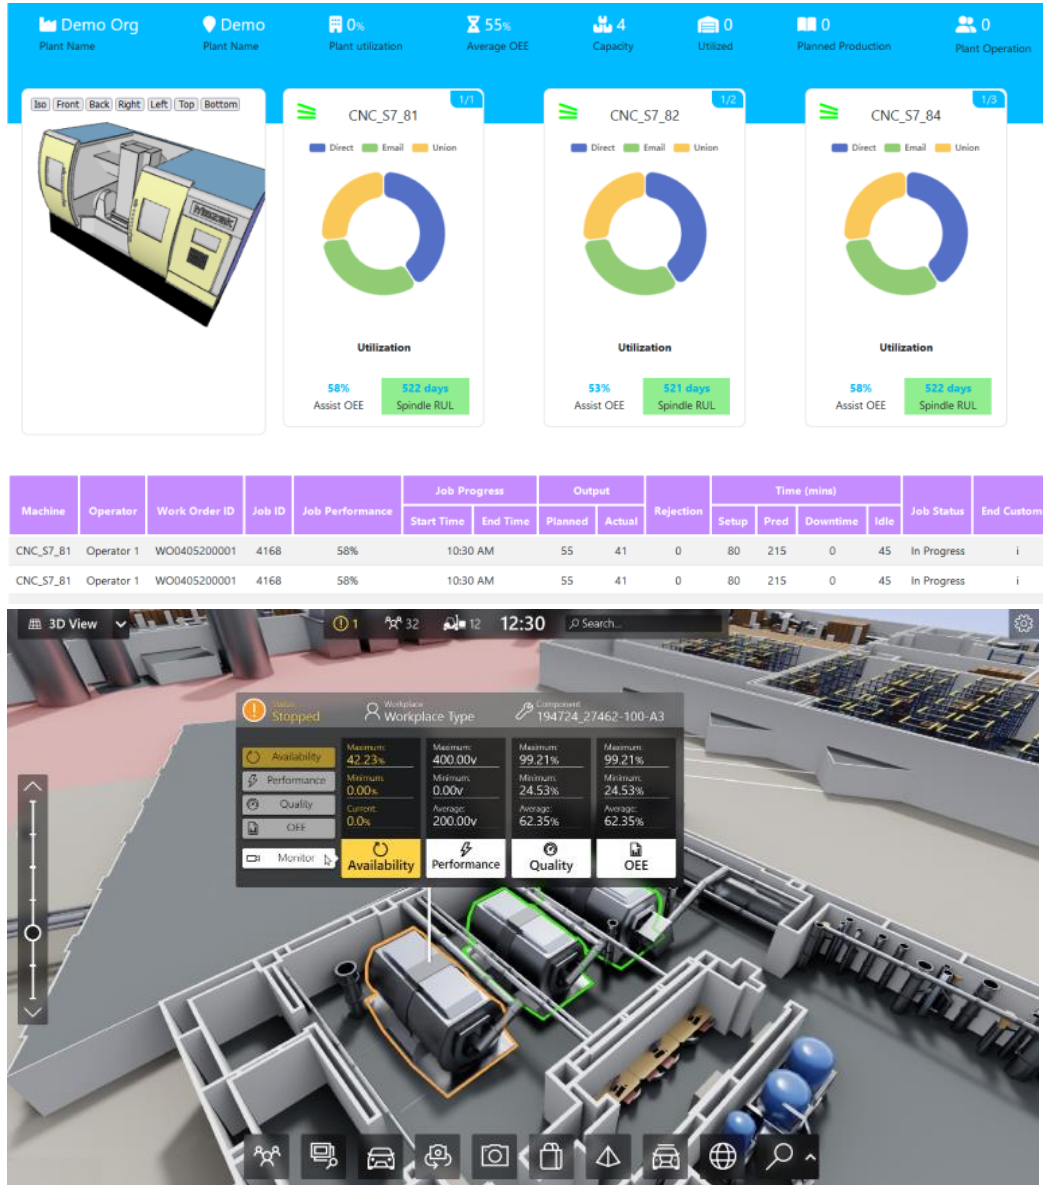 Demo Org Demo 0% 55% 4 0 0 0
Plant Name Plant Name Plant utilization Average OEE Capacity Utilized Planned Production Plant Operation
Iso Front Back Right Left Top Bottom
Mazak
1/1
CNC_S7_81
Direct Email Union
Utilization
58% 522 days
Assist OEE Spindle RUL
1/2
CNC_S7_82
Direct Email Union
Utilization
53% 521 days
Assist OEE Spindle RUL
1/3
CNC_S7_84
Direct Email Union
Utilization
58% 522 days
Assist OEE Spindle RUL
Job Progress Output Time (mins)
Machine Operator Work Order ID Job ID Job Performance Rejection Job Status End Custom
Start Time End Time Planned Actual Setup Pred Downtime Idle
CNC_S7_81 Operator 1 WO0405200001 4168 58% 10:30 AM 55 41 0 80 215 0 45 In Progress i
CNC_S7_81 Operator 1 WO0405200001 4168 58% 10:30 AM 55 41 0 80 215 0 45 In Progress i
3D View 1 32 12 12:30 Search...
Status Workplace Component
Stopped Workplace Type 194724_27462-100-A3
Availability
Performance
Quality
OEE
Monitor
Maximum: Maximum: Maximum: Maximum:
42.23% 400.00v 99.21% 99.21%
Minimum: Minimum: Minimum: Minimum:
0.00% 0.00v 24.53% 24.53%
Current: Average: Average: Average:
0.0% 200.00v 62.35% 62.35%
Availability Performance Quality OEE